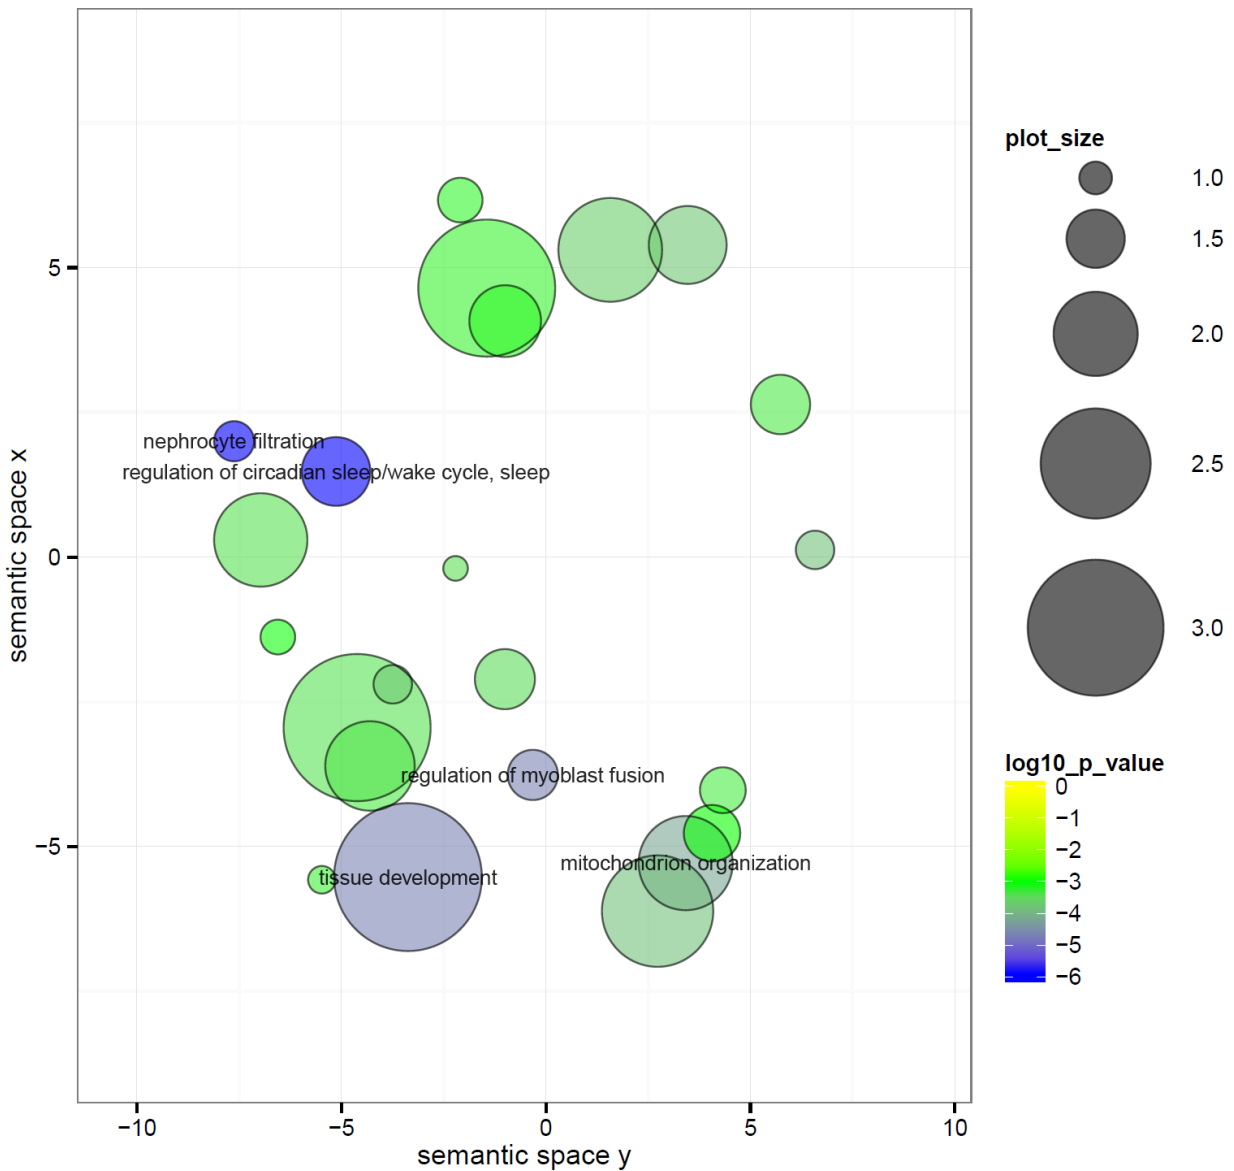 plot_size
1.0
1.5
2.0
2.5
3.0
log10_p_value
0
−1
−2
−3
−4
−5
−6
semantic space x
5
0
−5
nephrocyte filtration
regulation of circadian sleep/wake cycle, sleep
regulation of myoblast fusion
mitochondrion organization
tissue development
−10
−5
0
5
10
semantic space y